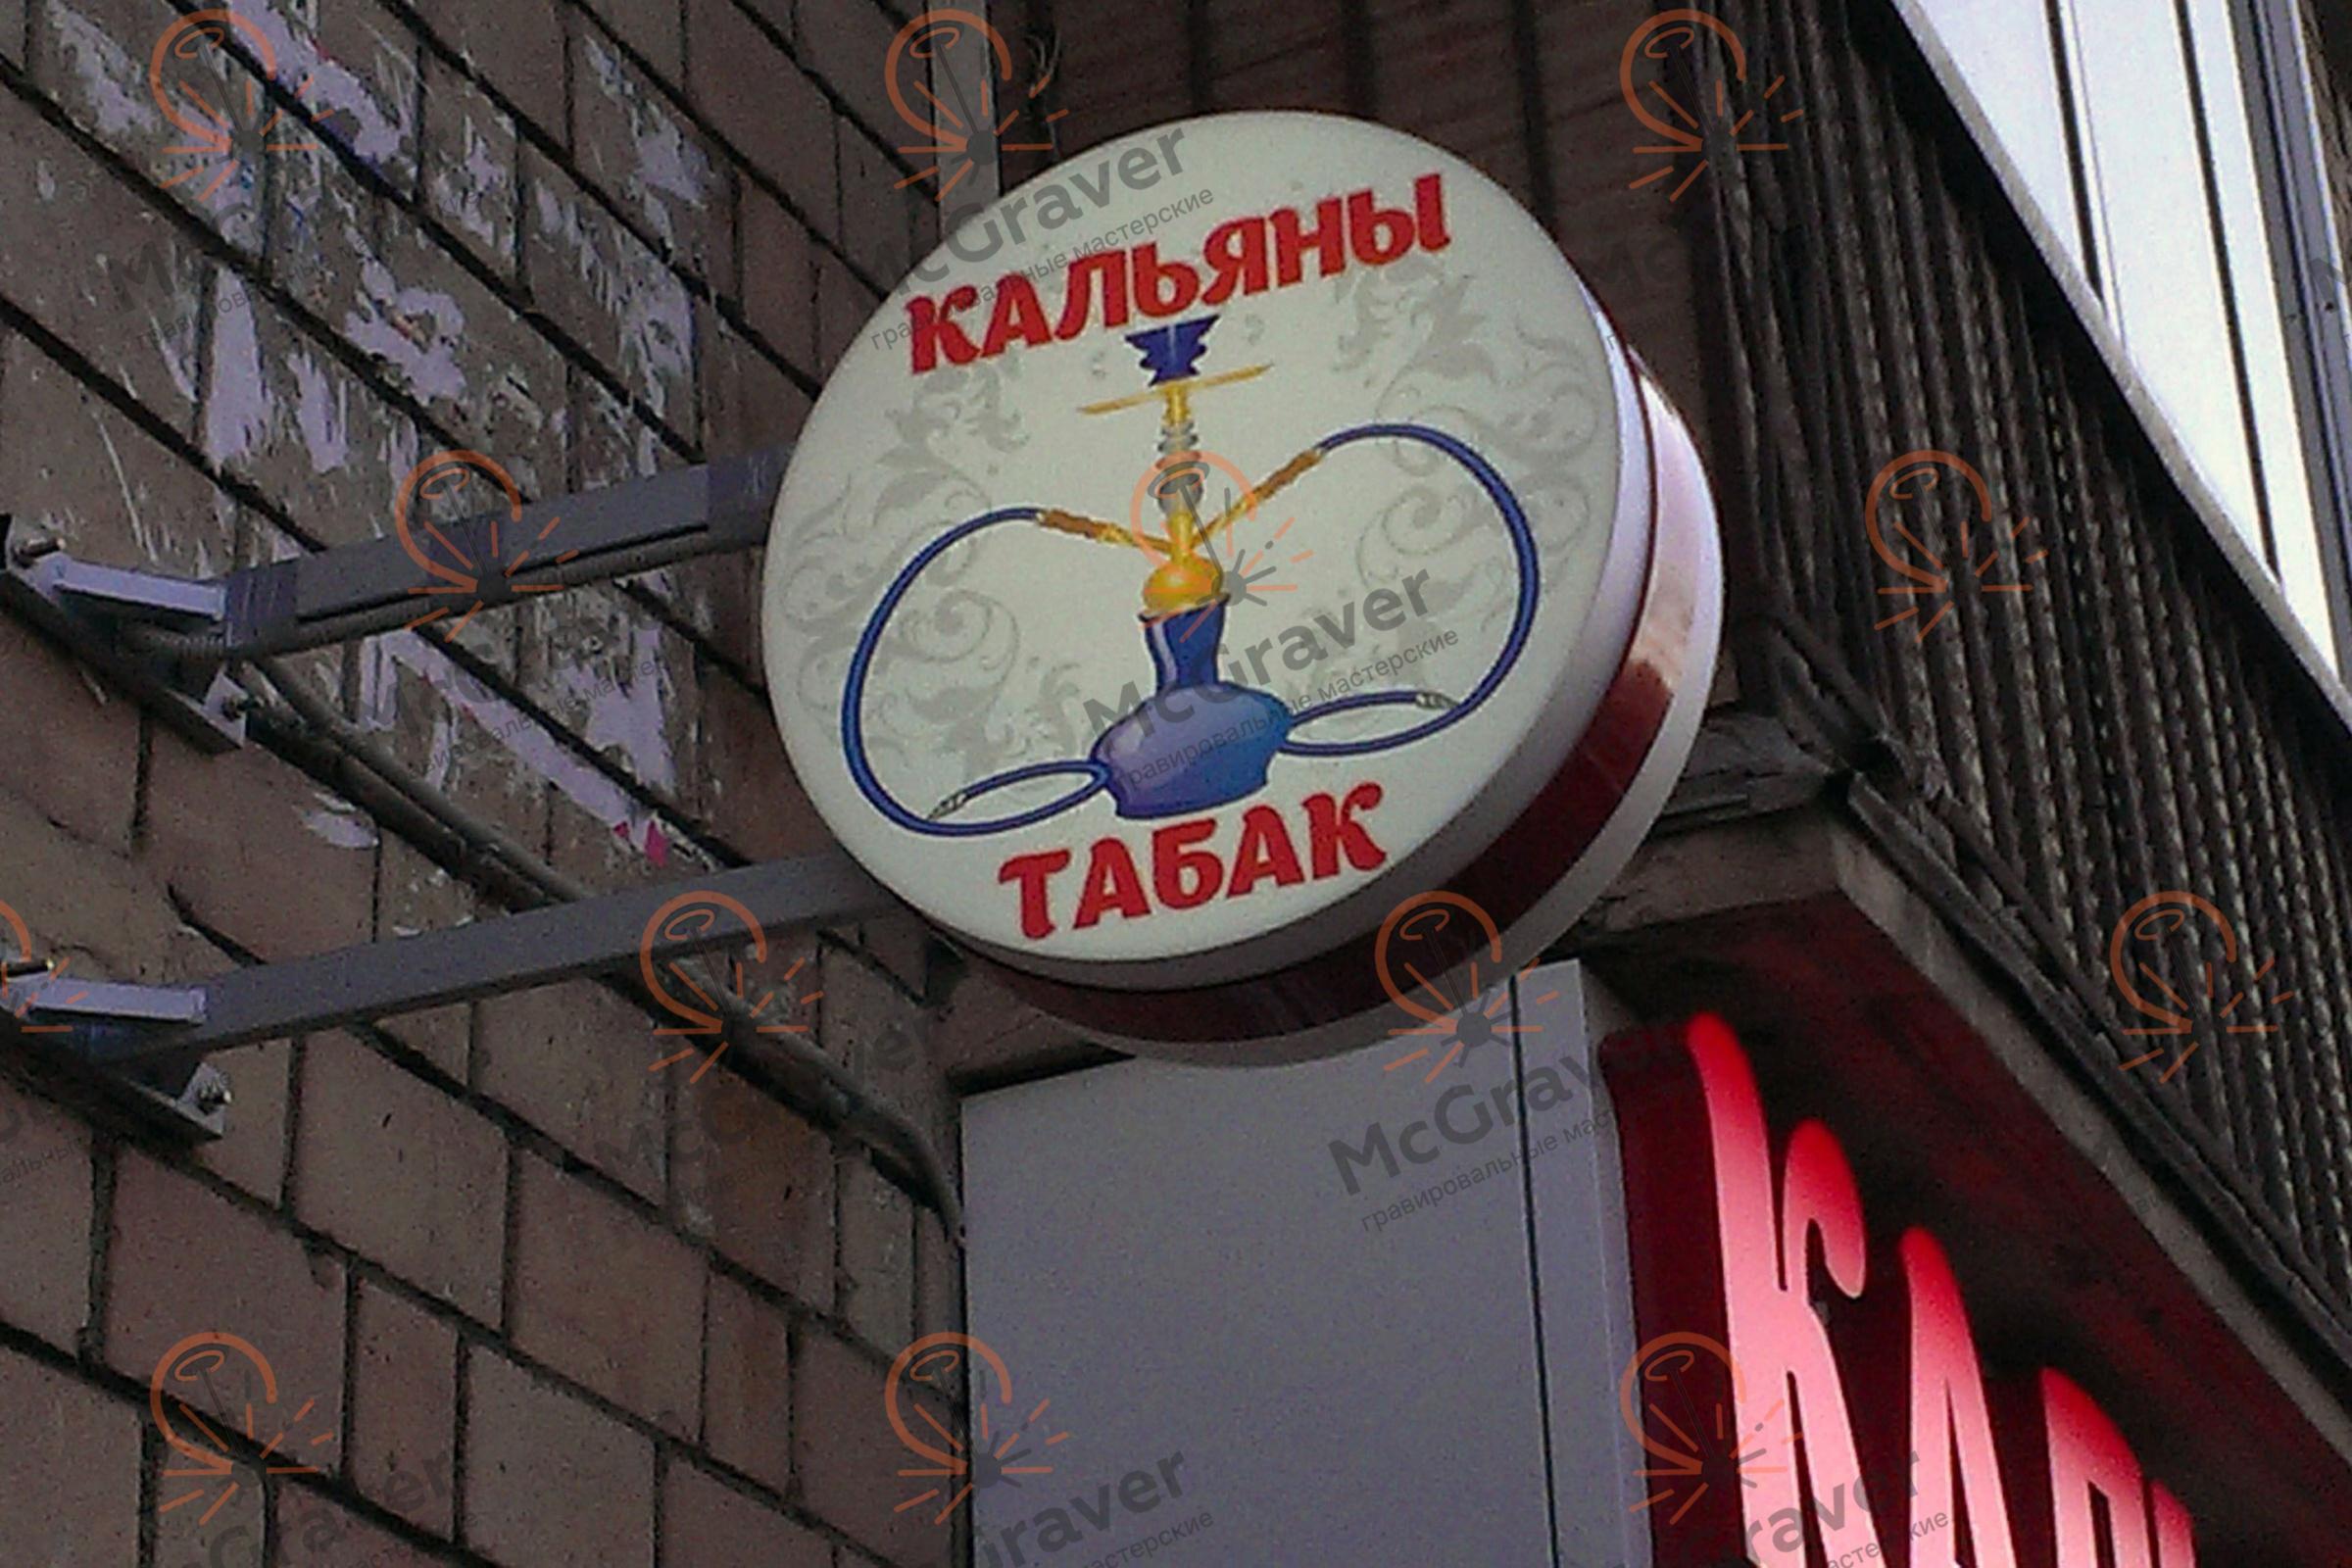 КАЛЬЯНЫ
ТАБАК
McGraver
гравировальные мастерские